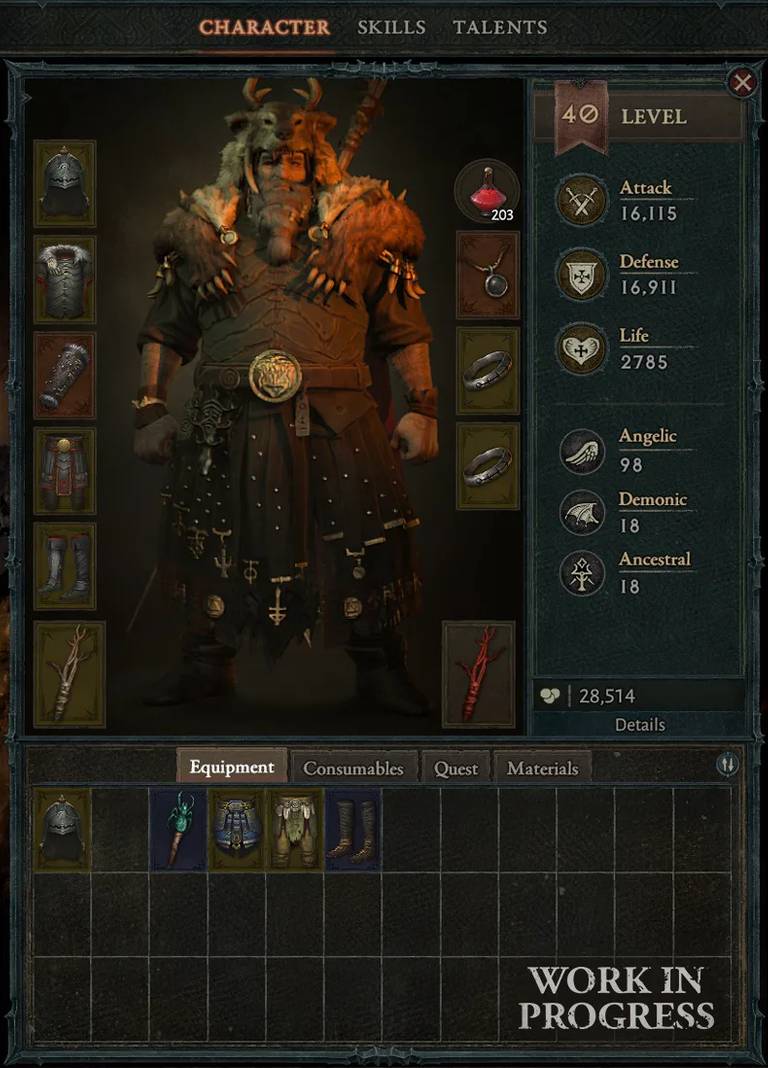 CHARACTER SKILLS TALENTS
40 LEVEL
Attack
16,115
203
Defense
16,911
Life
2785
Angelic
98
Demonic
18
Ancestral
18
28,514
Details
Equipment Consumables Quest Materials
WORK IN
PROGRESS